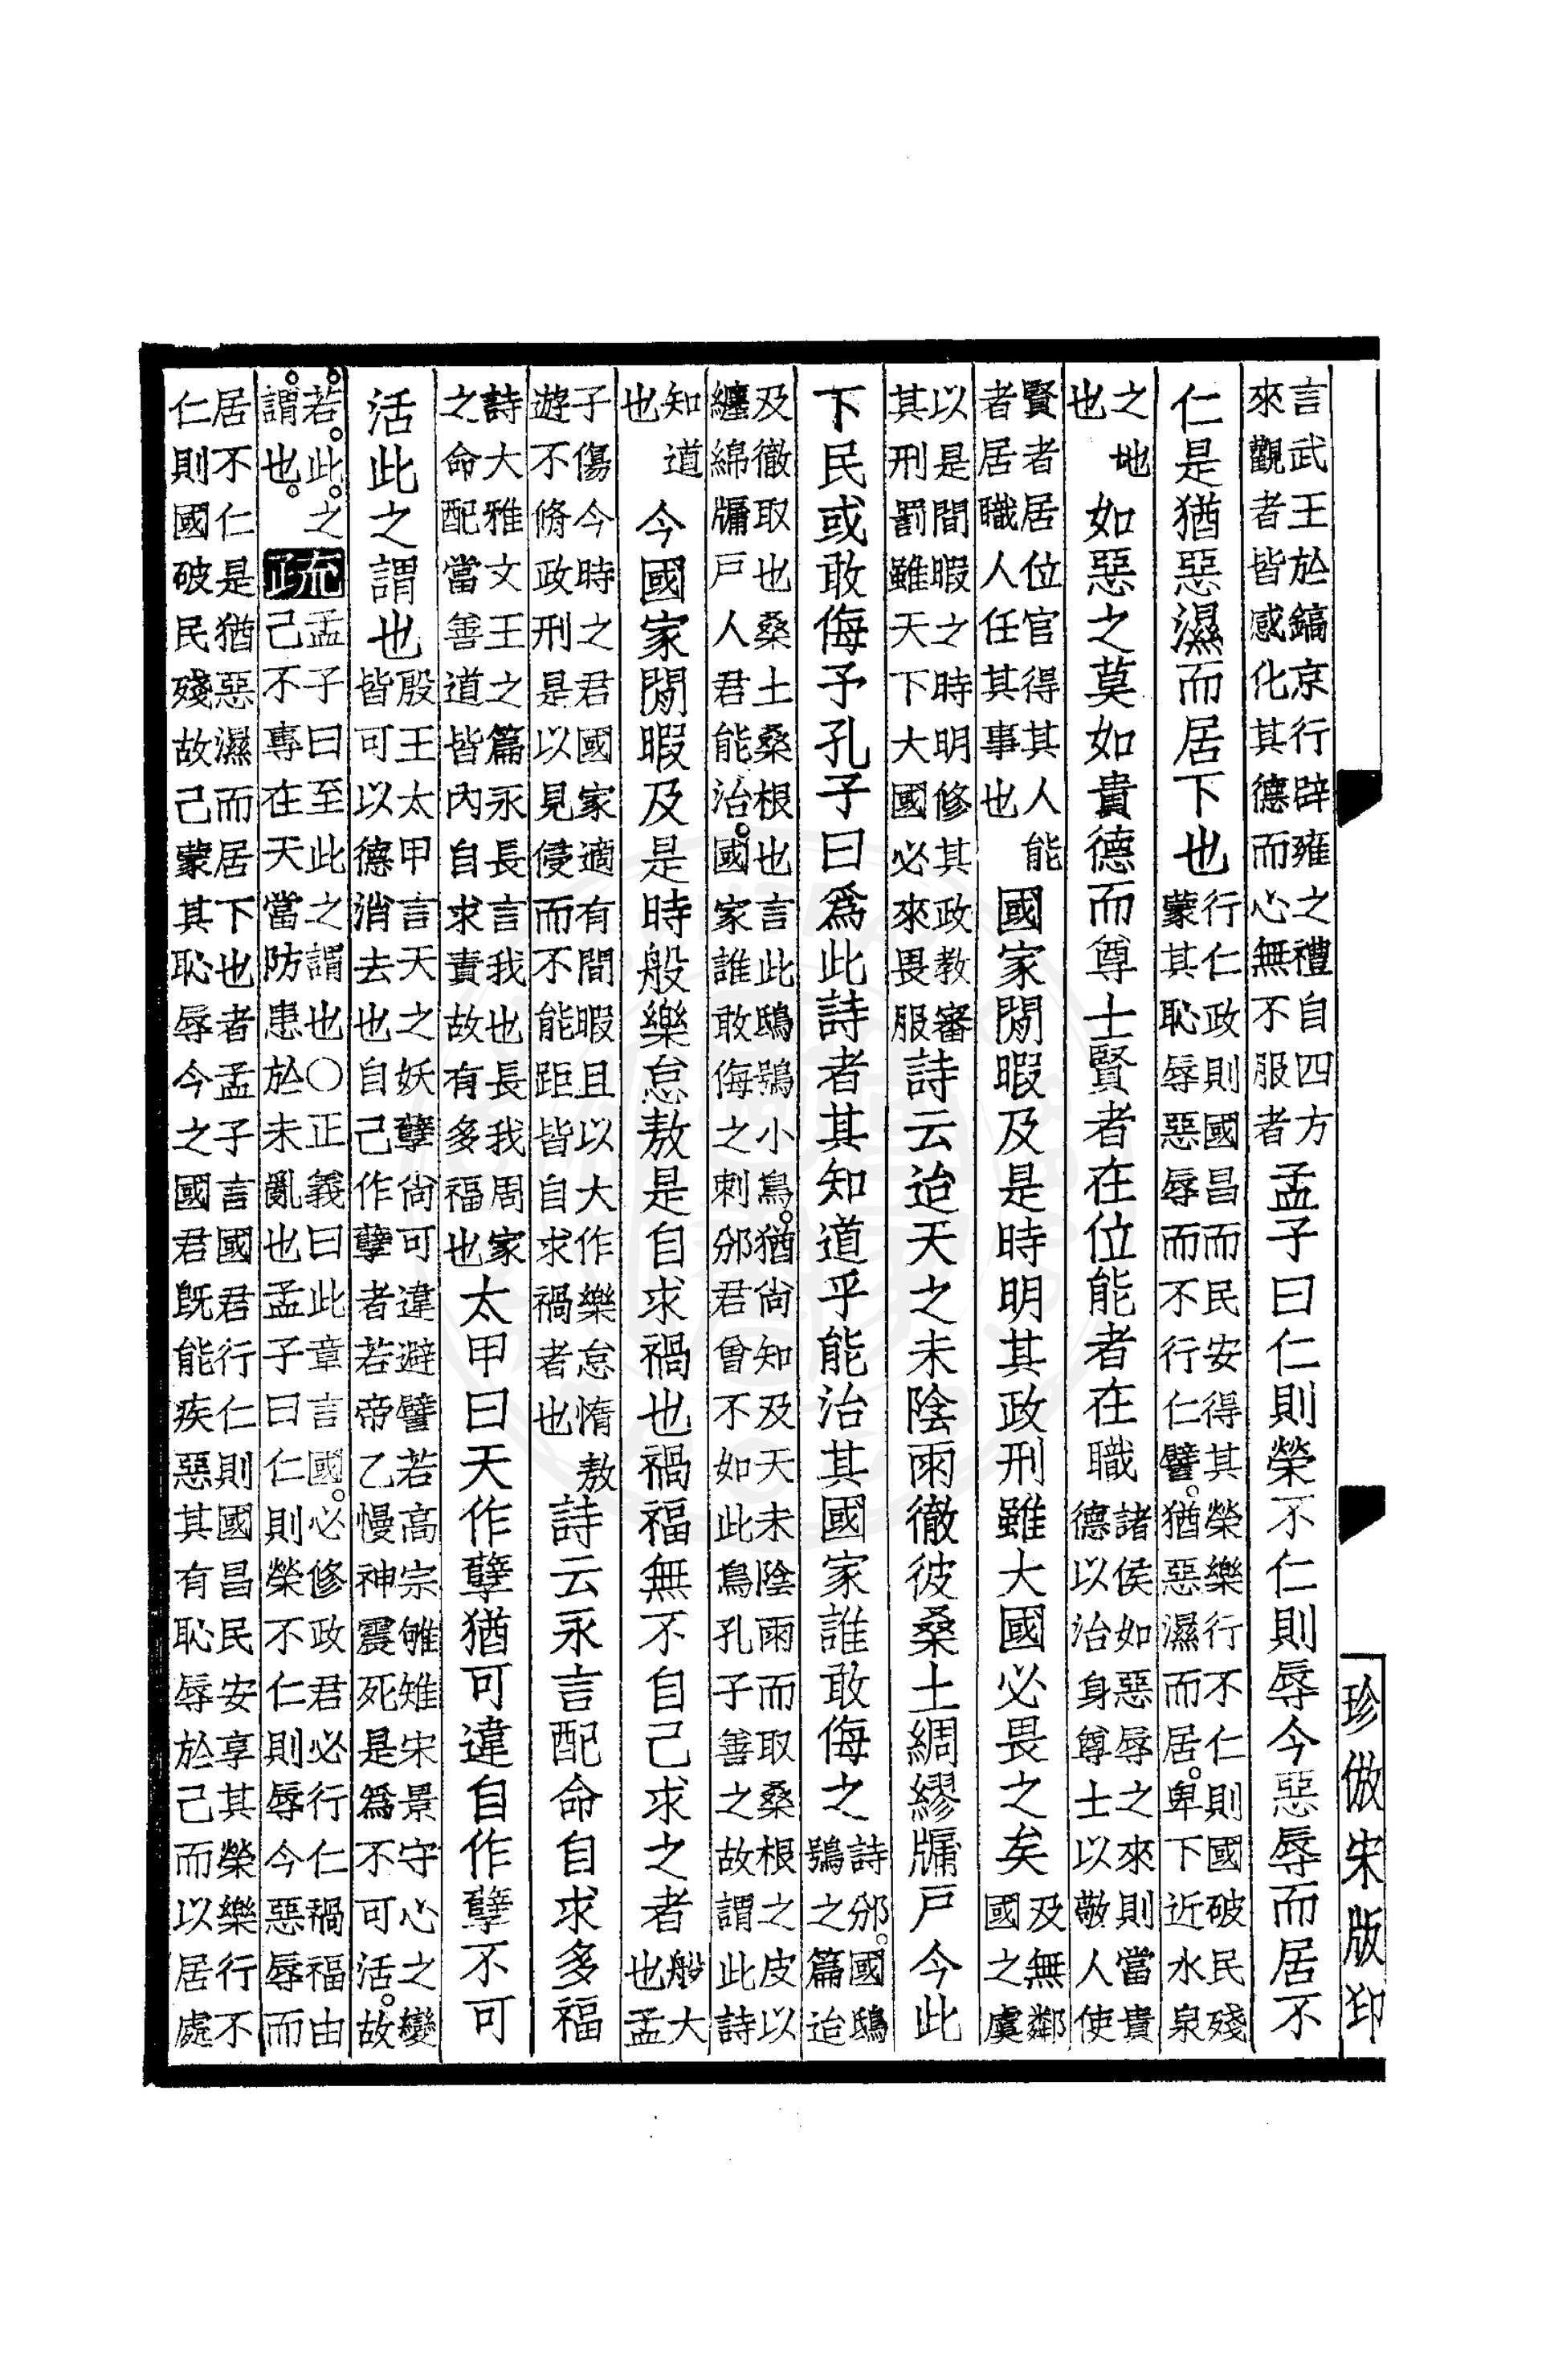 言武王於鎬京行辟雍之禮自四方
來觀者皆感化其德而心無不服者
孟子曰仁則榮不仁則辱今惡辱而居不
仁是猶惡濕而居下也
行仁政則國昌而民安得其榮樂行不仁則國破民殘
蒙其恥辱惡辱而不行仁譬。猶惡濕而居。卑下近水泉
之地
也
如惡之莫如貴德而尊士賢者在位能者在職
諸侯如惡辱之來則當貴
德以治身尊士以敬人使
賢者居位官得其人能
者居職人任其事也
國家閒暇及是時明其政刑雖大國必畏之矣
及無鄰
國之虞
以是間暇之時明修其政教審
其刑罰雖天下大國必來畏服
詩云迨天之未陰雨徹彼桑土綢繆牖戶今此
下民或敢侮予孔子曰爲此詩者其知道乎能治其國家誰敢侮之
詩邠。國鴟
鴞之篇迨
及徹取也桑土桑根也言此鴟鴞小鳥。猶尙知及天未陰雨而取桑根之皮以
纏綿牖戶人君能治。國家誰敢侮之刺邠君曾不如此鳥孔子善之故謂此詩
知道
也
今國家閒暇及是時般樂怠敖是自求禍也禍福無不自己求之者
般大
也孟
子傷今時之君國家適有間暇且以大作樂怠惰敖
遊不脩政刑是以見侵而不能距皆自求禍者也
詩云永言配命自求多福
詩大雅文王之篇永長言我也長我周家
之命配當善道皆內自求責故有多福也
太甲曰天作孽猶可違自作孽不可
活此之謂也
殷王太甲言天之妖孽尙可違避譬若高宗雊雉宋景守心之變
皆可以德消去也自己作孽者若帝乙慢神震死是爲不可活。故
若。此。之
謂也。
疏
孟子曰至此之謂也○正義曰此章言國。必修政君必行仁禍福由
己不專在天當防患於未亂也孟子曰仁則榮不仁則辱今惡辱而
居不仁是猶惡濕而居下也者孟子言國君行仁則國昌民安享其榮樂行不
仁則國破民殘故己蒙其恥辱今之國君旣能疾惡其有恥辱於己而以居處
珍倣宋版印